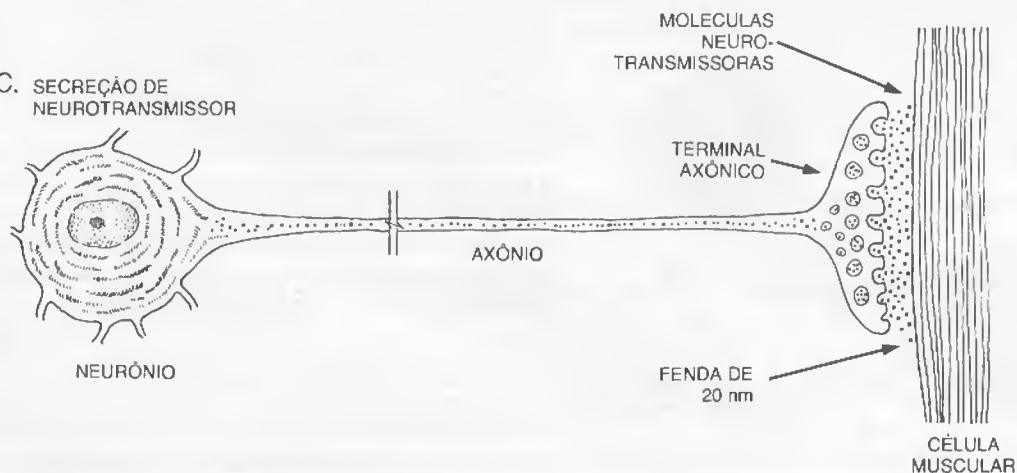 C. SECREÇÃO DE
NEUROTRANSMISSOR
MOLECULAS
NEURO-
TRANSMISSORAS
TERMINAL
AXÔNICO
AXÔNIO
NEURÔNIO
FENDA DE
20 nm
CÉLULA
MUSCULAR